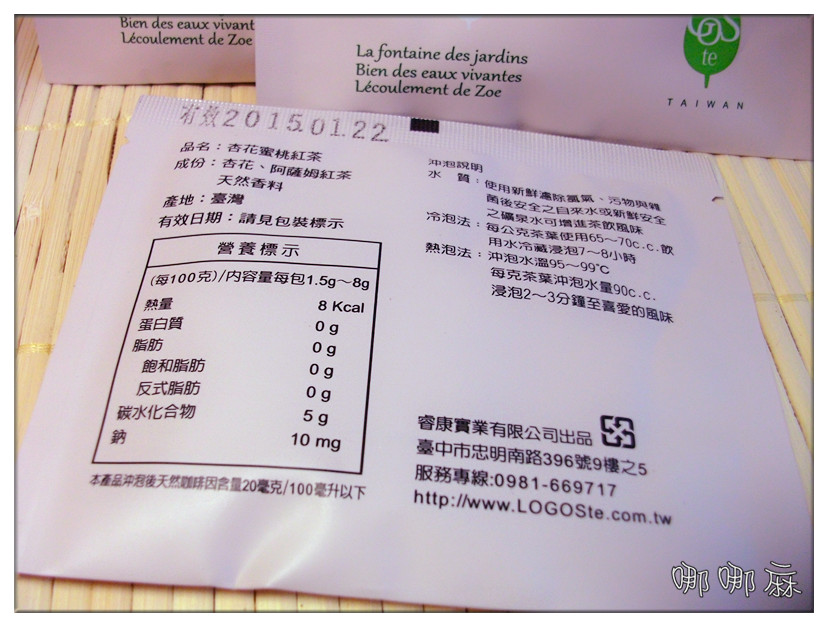 Bien des eaux vivant
Lécoulement de Zoe
La fontaine des jardins
Bien des eaux vivantes
Lécoulement de Zoe
te
TAIWAN
有效2015.01.22
品名：杏花蜜桃紅茶
成份：杏花、阿薩姆紅茶
天然香料
產地：臺灣
有效日期：請見包裝標示
營養標示
(每100克)/內容量每包1.5g～8g
熱量 8 Kcal
蛋白質 0 g
脂肪 0 g
飽和脂肪 0 g
反式脂肪 0 g
碳水化合物 5 g
鈉 10 mg
本產品沖泡後天然咖啡因含量20毫克/100毫升以下
沖泡說明
水　質：使用新鮮濾除氯氣、污物與雜
菌後安全之自來水或新鮮安全
之礦泉水可增進茶飲風味
冷泡法：每公克茶葉使用65～70c.c.飲
用水冷藏浸泡7～8小時
熱泡法：沖泡水溫95～99°C
每克茶葉沖泡水量90c.c.
浸泡2～3分鐘至喜愛的風味
睿康實業有限公司出品
臺中市忠明南路396號9樓之5
服務專線:0981-669717
http://www.LOGOSte.com.tw
哪哪麻